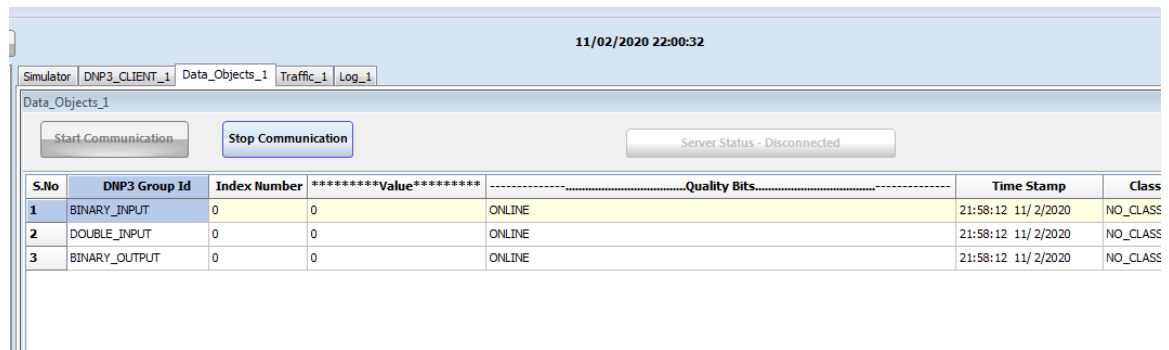 11/02/2020 22:00:32
Simulator DNP3_CLIENT_1 Data_Objects_1 Traffic_1 Log_1
Data_Objects_1
Start Communication Stop Communication Server Status - Disconnected
S.No DNP3 Group Id Index Number *********Value********* --------------.......................................Quality Bits.......................................-------------- Time Stamp Class
1 BINARY_INPUT 0 0 ONLINE 21:58:12 11/ 2/2020 NO_CLASS
2 DOUBLE_INPUT 0 0 ONLINE 21:58:12 11/ 2/2020 NO_CLASS
3 BINARY_OUTPUT 0 0 ONLINE 21:58:12 11/ 2/2020 NO_CLASS